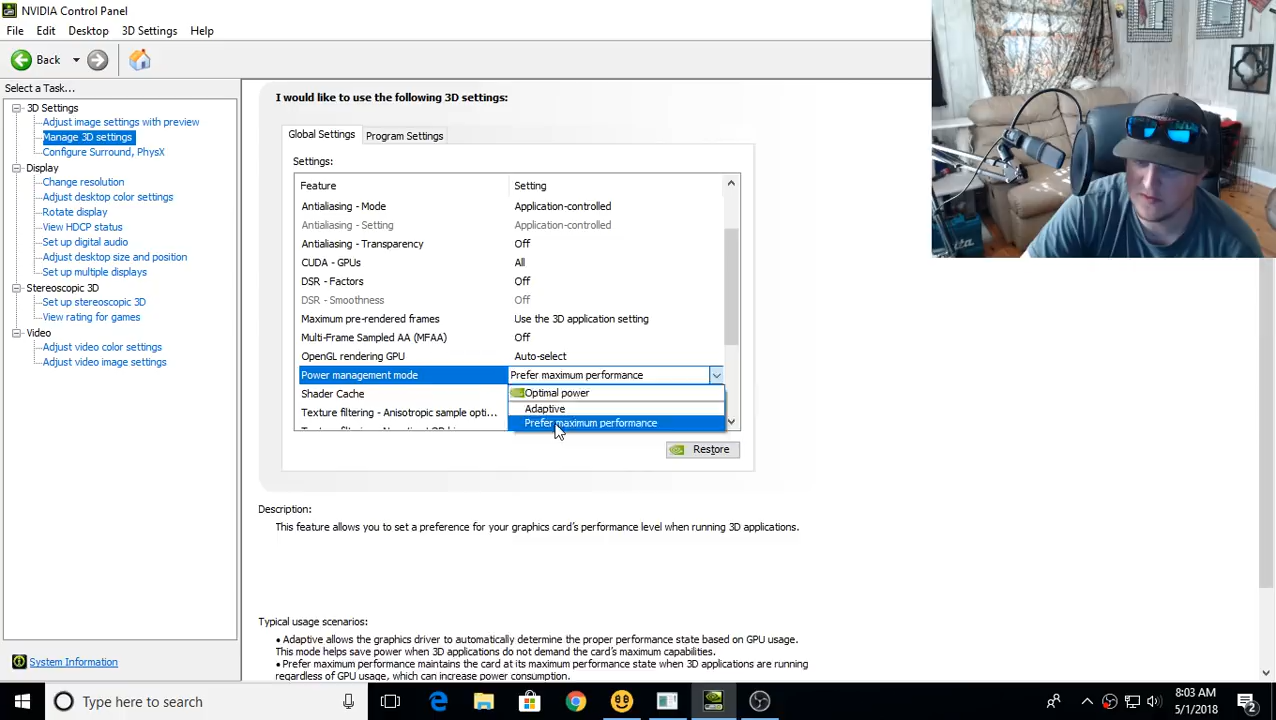 NVIDIA Control Panel
File Edit Desktop 3D Settings Help
Back
Select a Task...
3D Settings
Adjust image settings with preview
Manage 3D settings
Configure Surround, PhysX
Display
Change resolution
Adjust desktop color settings
Rotate display
View HDCP status
Set up digital audio
Adjust desktop size and position
Set up multiple displays
Stereoscopic 3D
Set up stereoscopic 3D
View rating for games
Video
Adjust video color settings
Adjust video image settings
System Information
I would like to use the following 3D settings:
Global Settings Program Settings
Settings:
Feature Setting
Antialiasing - Mode Application-controlled
Antialiasing - Setting Application-controlled
Antialiasing - Transparency Off
CUDA - GPUs All
DSR - Factors Off
DSR - Smoothness Off
Maximum pre-rendered frames Use the 3D application setting
Multi-Frame Sampled AA (MFAA) Off
OpenGL rendering GPU Auto-select
Power management mode Prefer maximum performance
Shader Cache Optimal power
Adaptive
Texture filtering - Anisotropic sample opti... Prefer maximum performance
Restore
Description:
This feature allows you to set a preference for your graphics card's performance level when running 3D applications.
Typical usage scenarios:
• Adaptive allows the graphics driver to automatically determine the proper performance state based on GPU usage.
This mode helps save power when 3D applications do not demand the card's maximum capabilities.
• Prefer maximum performance maintains the card at its maximum performance state when 3D applications are running
regardless of GPU usage, which can increase power consumption.
Type here to search
8:03 AM
5/1/2018
2